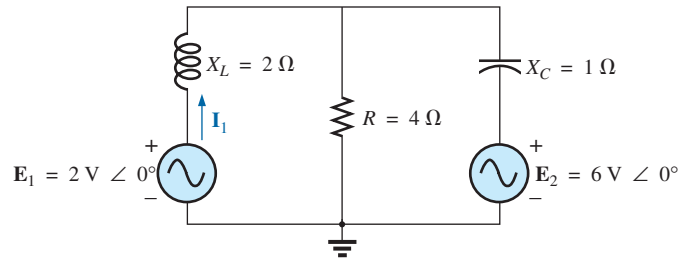 X_L = 2 Ω
X_C = 1 Ω
I_1
R = 4 Ω
+
+
E_1 = 2 V ∠ 0°
E_2 = 6 V ∠ 0°
–
–